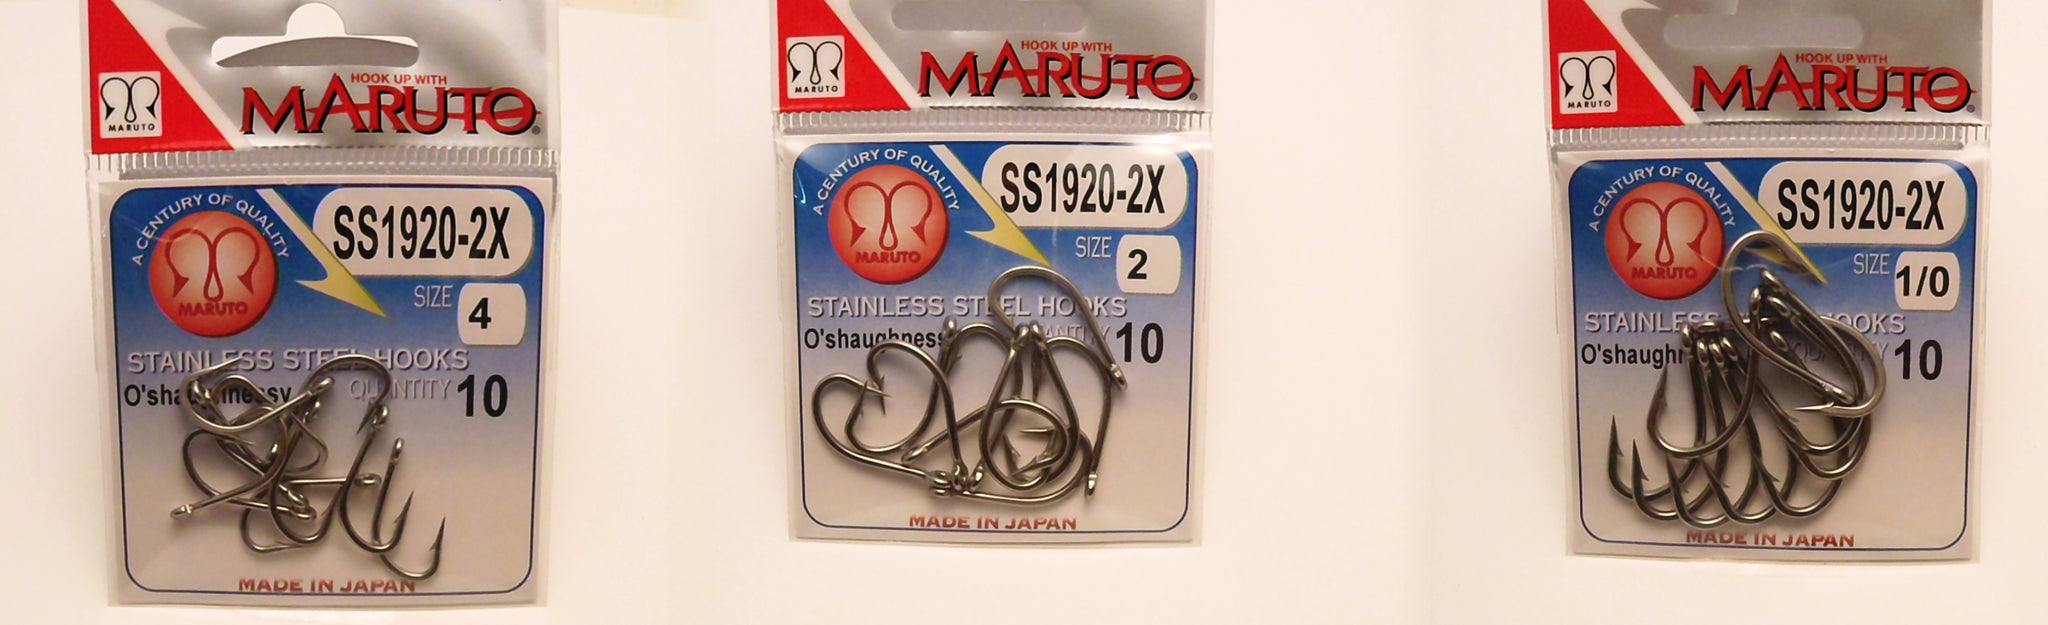 HOOK UP WITH
MARUTO
MARUTO
A CENTURY OF QUALITY
MARUTO
SS1920-2X
SIZE 4
STAINLESS STEEL HOOKS
QUANTITY 10
MADE IN JAPAN
HOOK UP WITH
MARUTO
MARUTO
A CENTURY OF QUALITY
MARUTO
SS1920-2X
SIZE 2
STAINLESS STEEL HOOKS
10
MADE IN JAPAN
HOOK UP WITH
MARUTO
MARUTO
A CENTURY OF QUALITY
MARUTO
SS1920-2X
SIZE 1/0
STAINLESS HOOKS
QUANTITY 10
MADE IN JAPAN